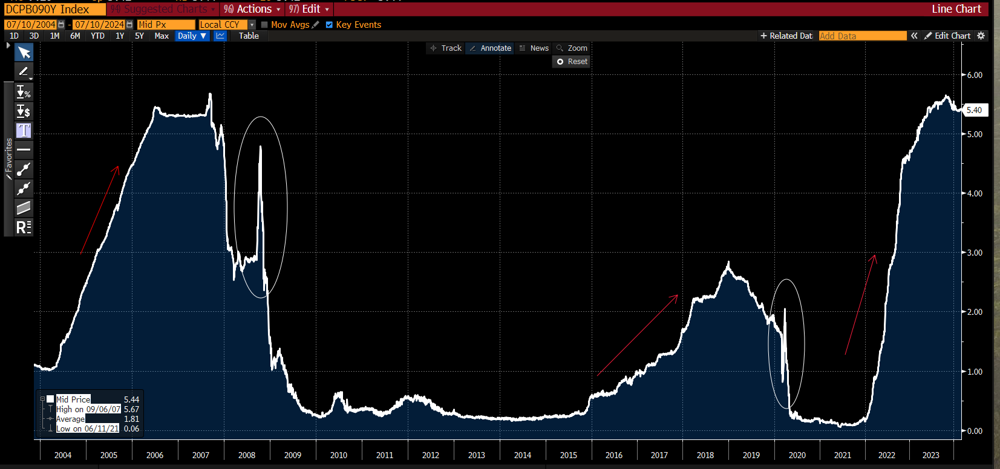 DCPB090Y Index 94) Suggested Charts 96) Actions 97) Edit Line Chart
07/10/2004 - 07/10/2024 Mid Px Local CCY Mov Avgs Key Events
1D 3D 1M 6M YTD 1Y 5Y Max Daily ▼ Table + Related Dat Add Data « Edit Chart
Track Annotate News Zoom
Reset
%
$
T
R
Favorites
6.00
5.40
5.00
4.00
3.00
2.00
1.00
0.00
Mid Price 5.44
High on 09/06/07 5.67
Average 1.81
Low on 06/11/21 0.06
2004 2005 2006 2007 2008 2009 2010 2011 2012 2013 2014 2015 2016 2017 2018 2019 2020 2021 2022 2023